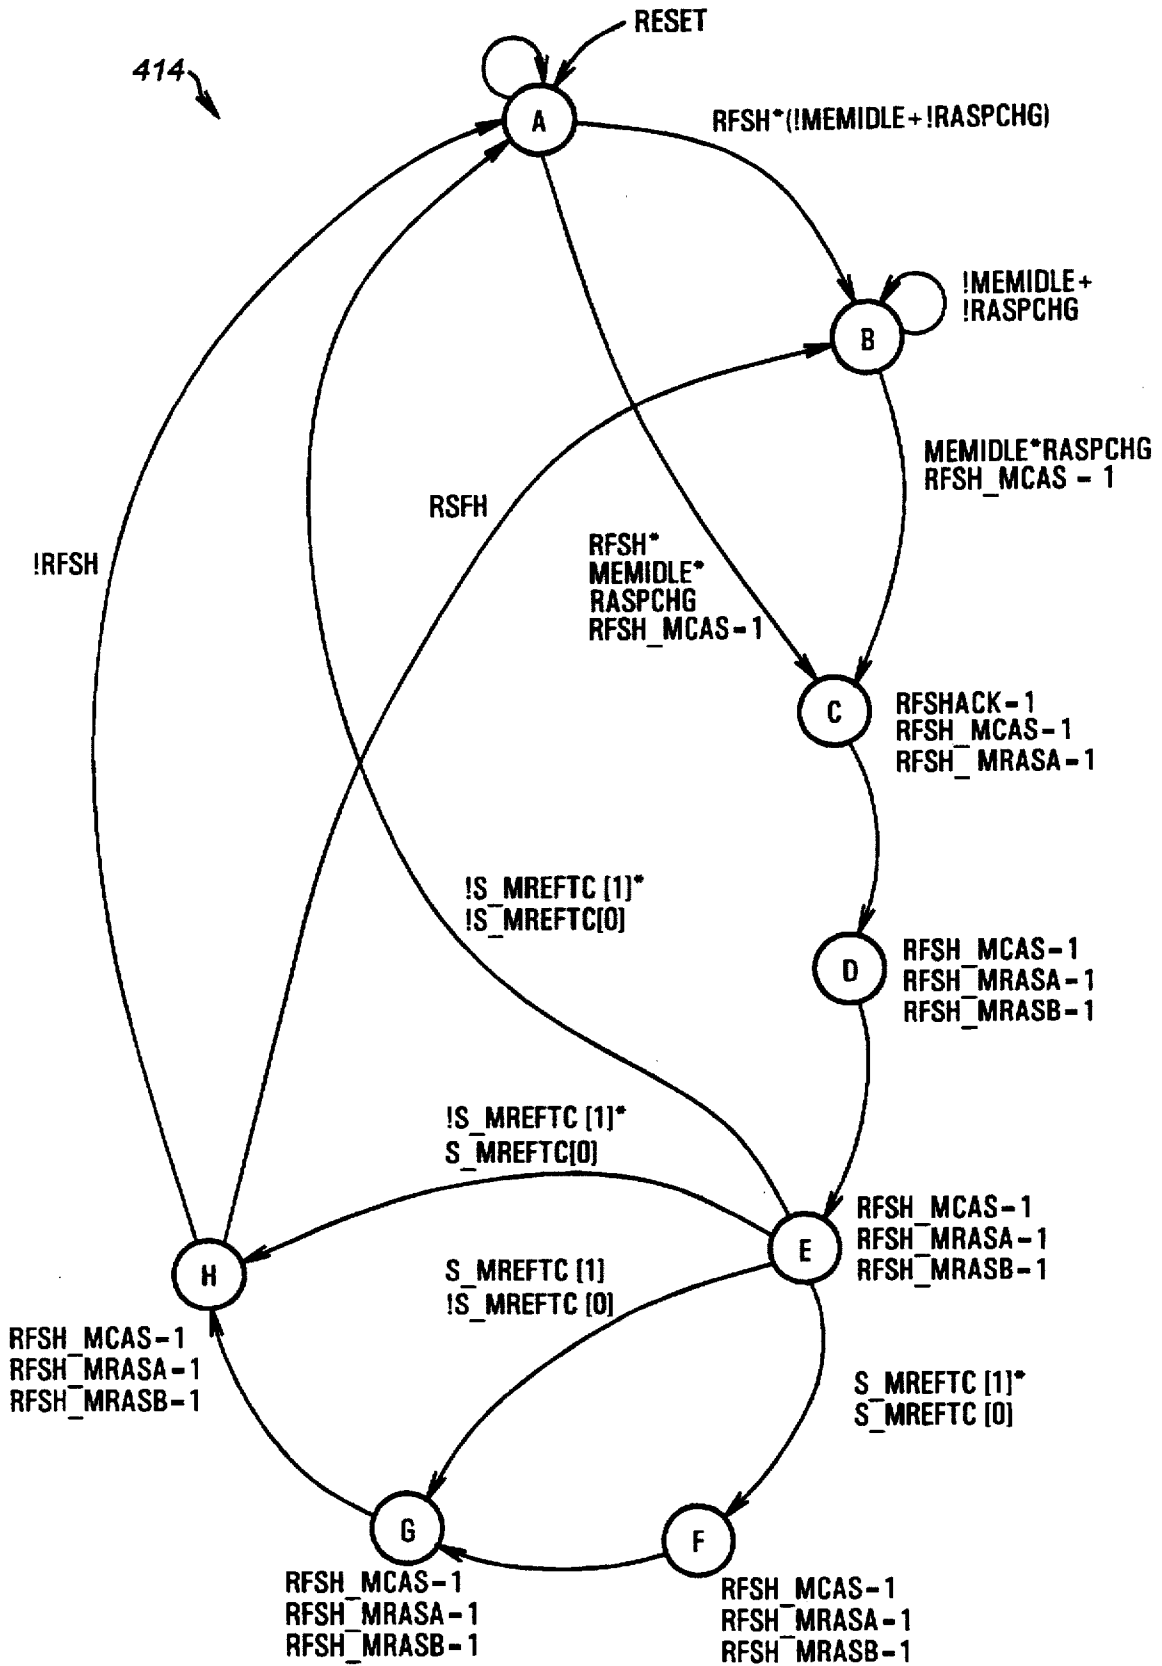 RESET
414
A
RFSH*(!MEMIDLE+!RASPCHG)
!MEMIDLE+
!RASPCHG
B
MEMIDLE*RASPCHG
RFSH_MCAS-1
RSFH
!RFSH
RFSH*
MEMIDLE*
RASPCHG
RFSH_MCAS-1
C
RFSHACK-1
RFSH_MCAS-1
RFSH_MRASA-1
!S_MREFTC [1]*
!S_MREFTC[0]
D
RFSH_MCAS-1
RFSH_MRASA-1
RFSH_MRASB-1
!S_MREFTC [1]*
S_MREFTC[0]
E
RFSH_MCAS-1
RFSH_MRASA-1
RFSH_MRASB-1
H
S_MREFTC [1]
!S_MREFTC [0]
RFSH_MCAS-1
RFSH_MRASA-1
RFSH_MRASB-1
S_MREFTC [1]*
S_MREFTC [0]
G
F
RFSH_MCAS-1
RFSH_MRASA-1
RFSH_MRASB-1
RFSH_MCAS-1
RFSH_MRASA-1
RFSH_MRASB-1